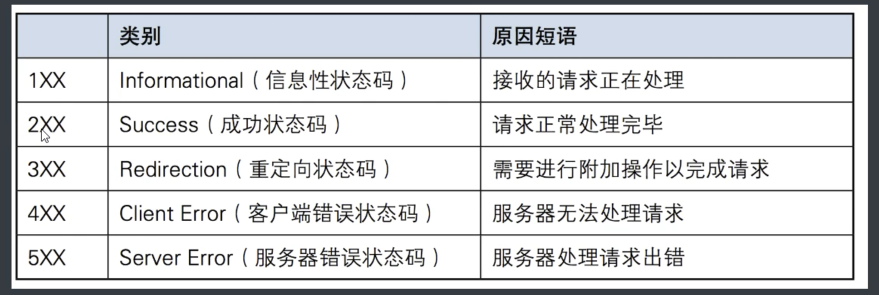 类别 原因短语
1XX Informational（信息性状态码） 接收的请求正在处理
2XX Success（成功状态码） 请求正常处理完毕
3XX Redirection（重定向状态码） 需要进行附加操作以完成请求
4XX Client Error（客户端错误状态码） 服务器无法处理请求
5XX Server Error（服务器错误状态码） 服务器处理请求出错